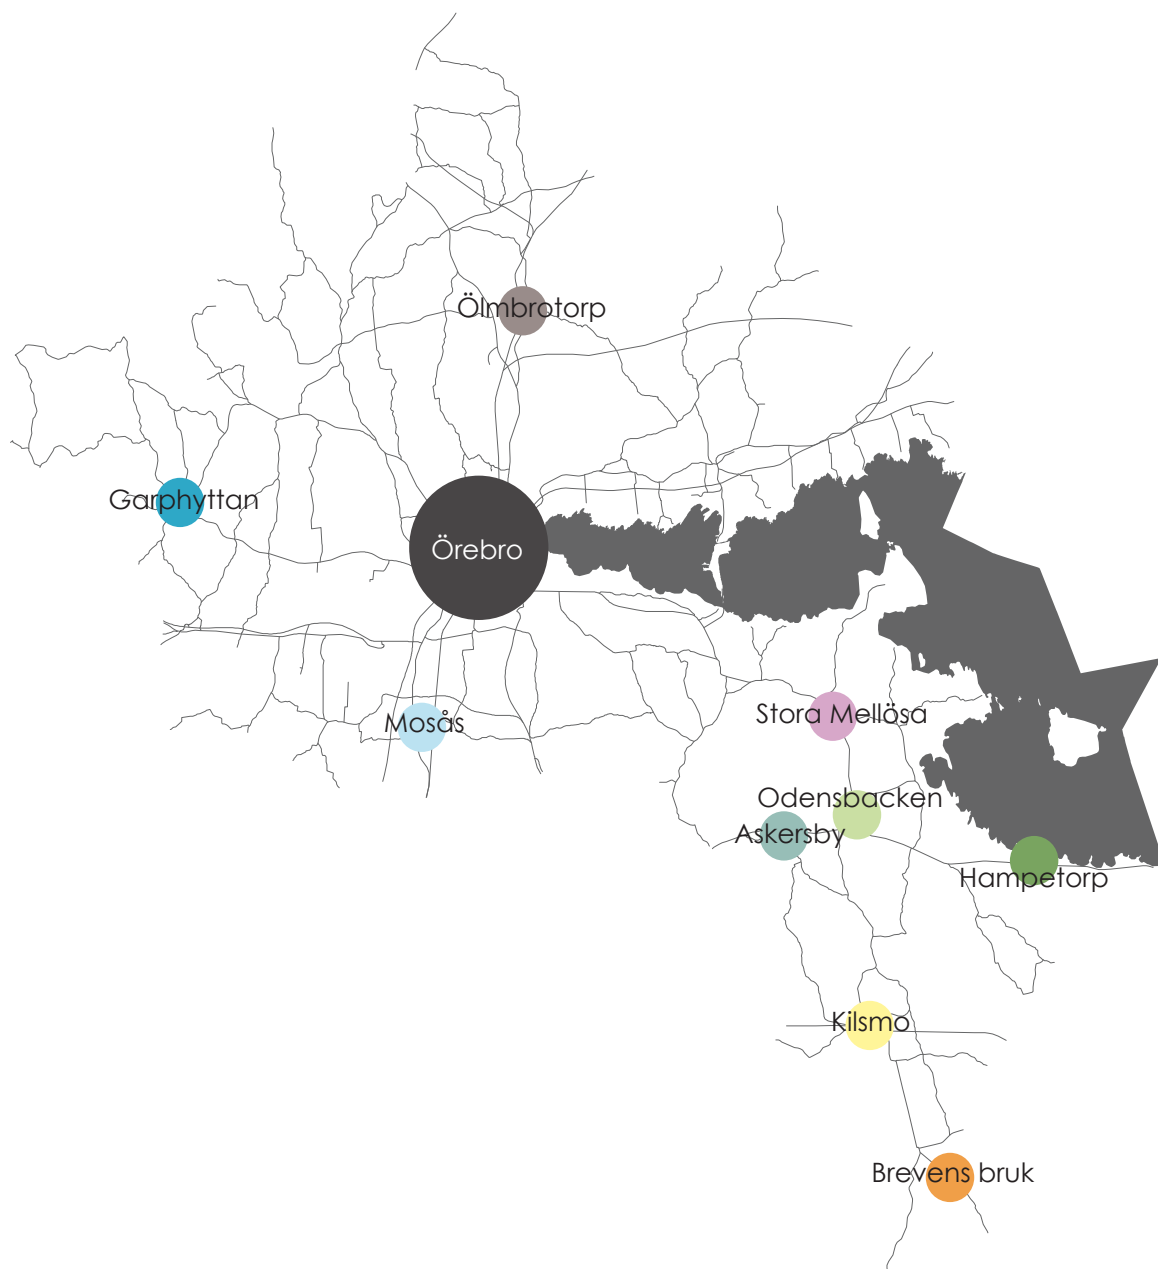 Ölmbrotorp
Garphyttan
Örebro
Stora Mellösa
Mosås
Odensbacken
Askersby
Hampetorp
Kilsmo
Brevens bruk